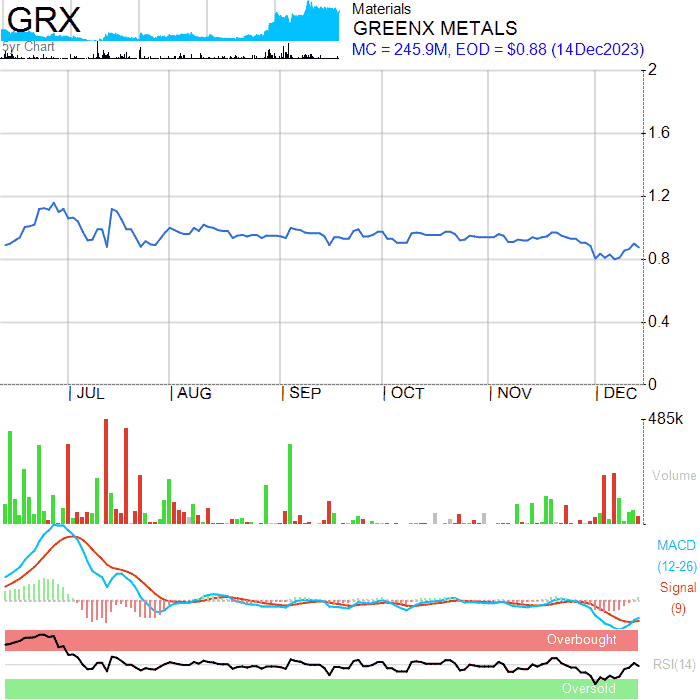 GRX
5yr Chart
Materials
GREENX METALS
MC = 245.9M, EOD = $0.88 (14Dec2023)
2
1.6
1.2
0.8
0.4
0
JUL
AUG
SEP
OCT
NOV
DEC
485k
Volume
MACD
(12-26)
Signal
(9)
Overbought
RSI(14)
Oversold